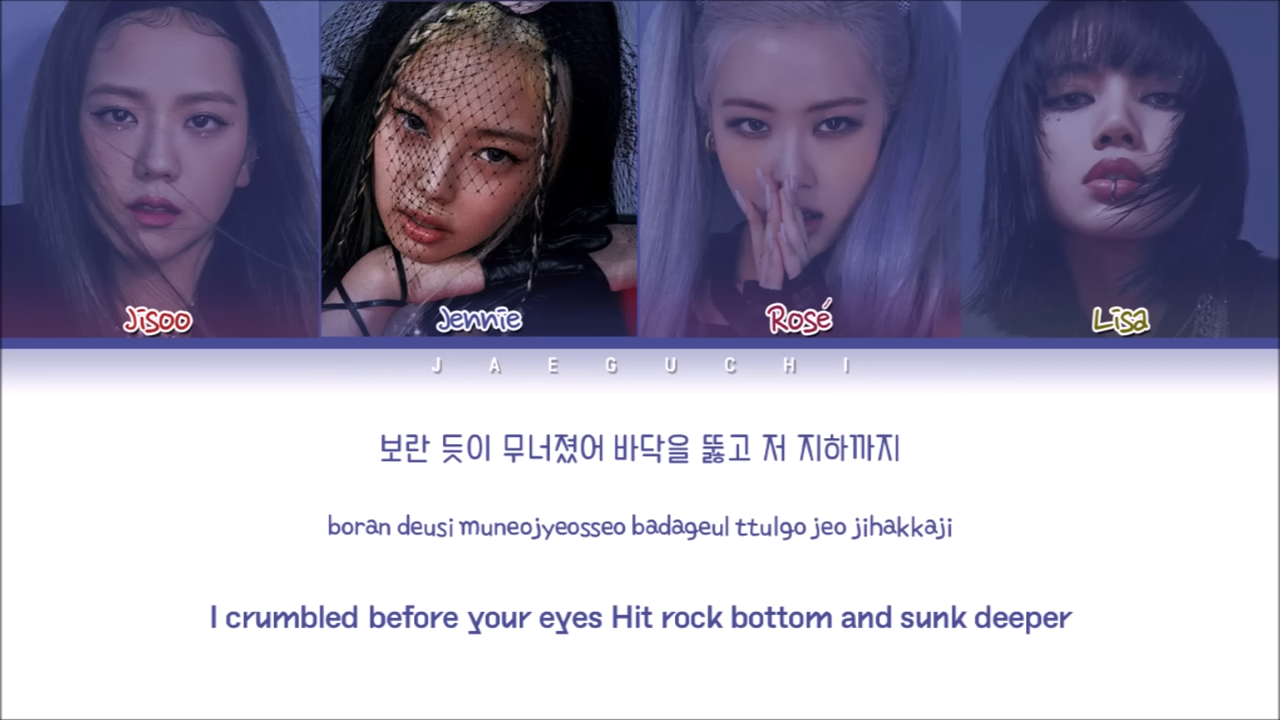 Jisoo Jennie Rosé Lisa
JAEGUCHI
보란 듯이 무너졌어 바닥을 뚫고 저 지하까지
boran deusi muneojyeosseo badageul ttulgo jeo jihakkaji
I crumbled before your eyes Hit rock bottom and sunk deeper